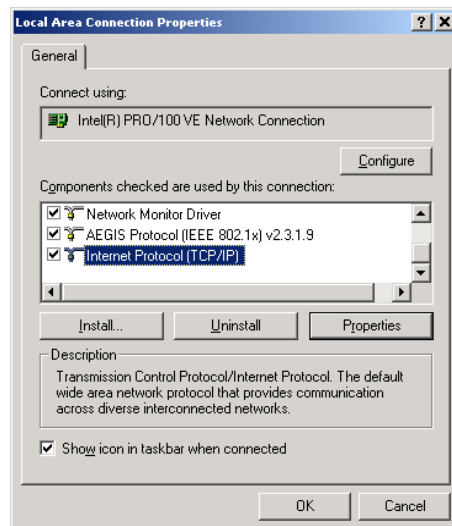 Local Area Connection Properties
General
Connect using:
Intel(R) PRO/100 VE Network Connection
Configure
Components checked are used by this connection:
Network Monitor Driver
AEGIS Protocol (IEEE 802.1x) v2.3.1.9
Internet Protocol (TCP/IP)
Install...
Uninstall
Properties
Description
Transmission Control Protocol/Internet Protocol. The default
wide area network protocol that provides communication
across diverse interconnected networks.
Show icon in taskbar when connected
OK
Cancel